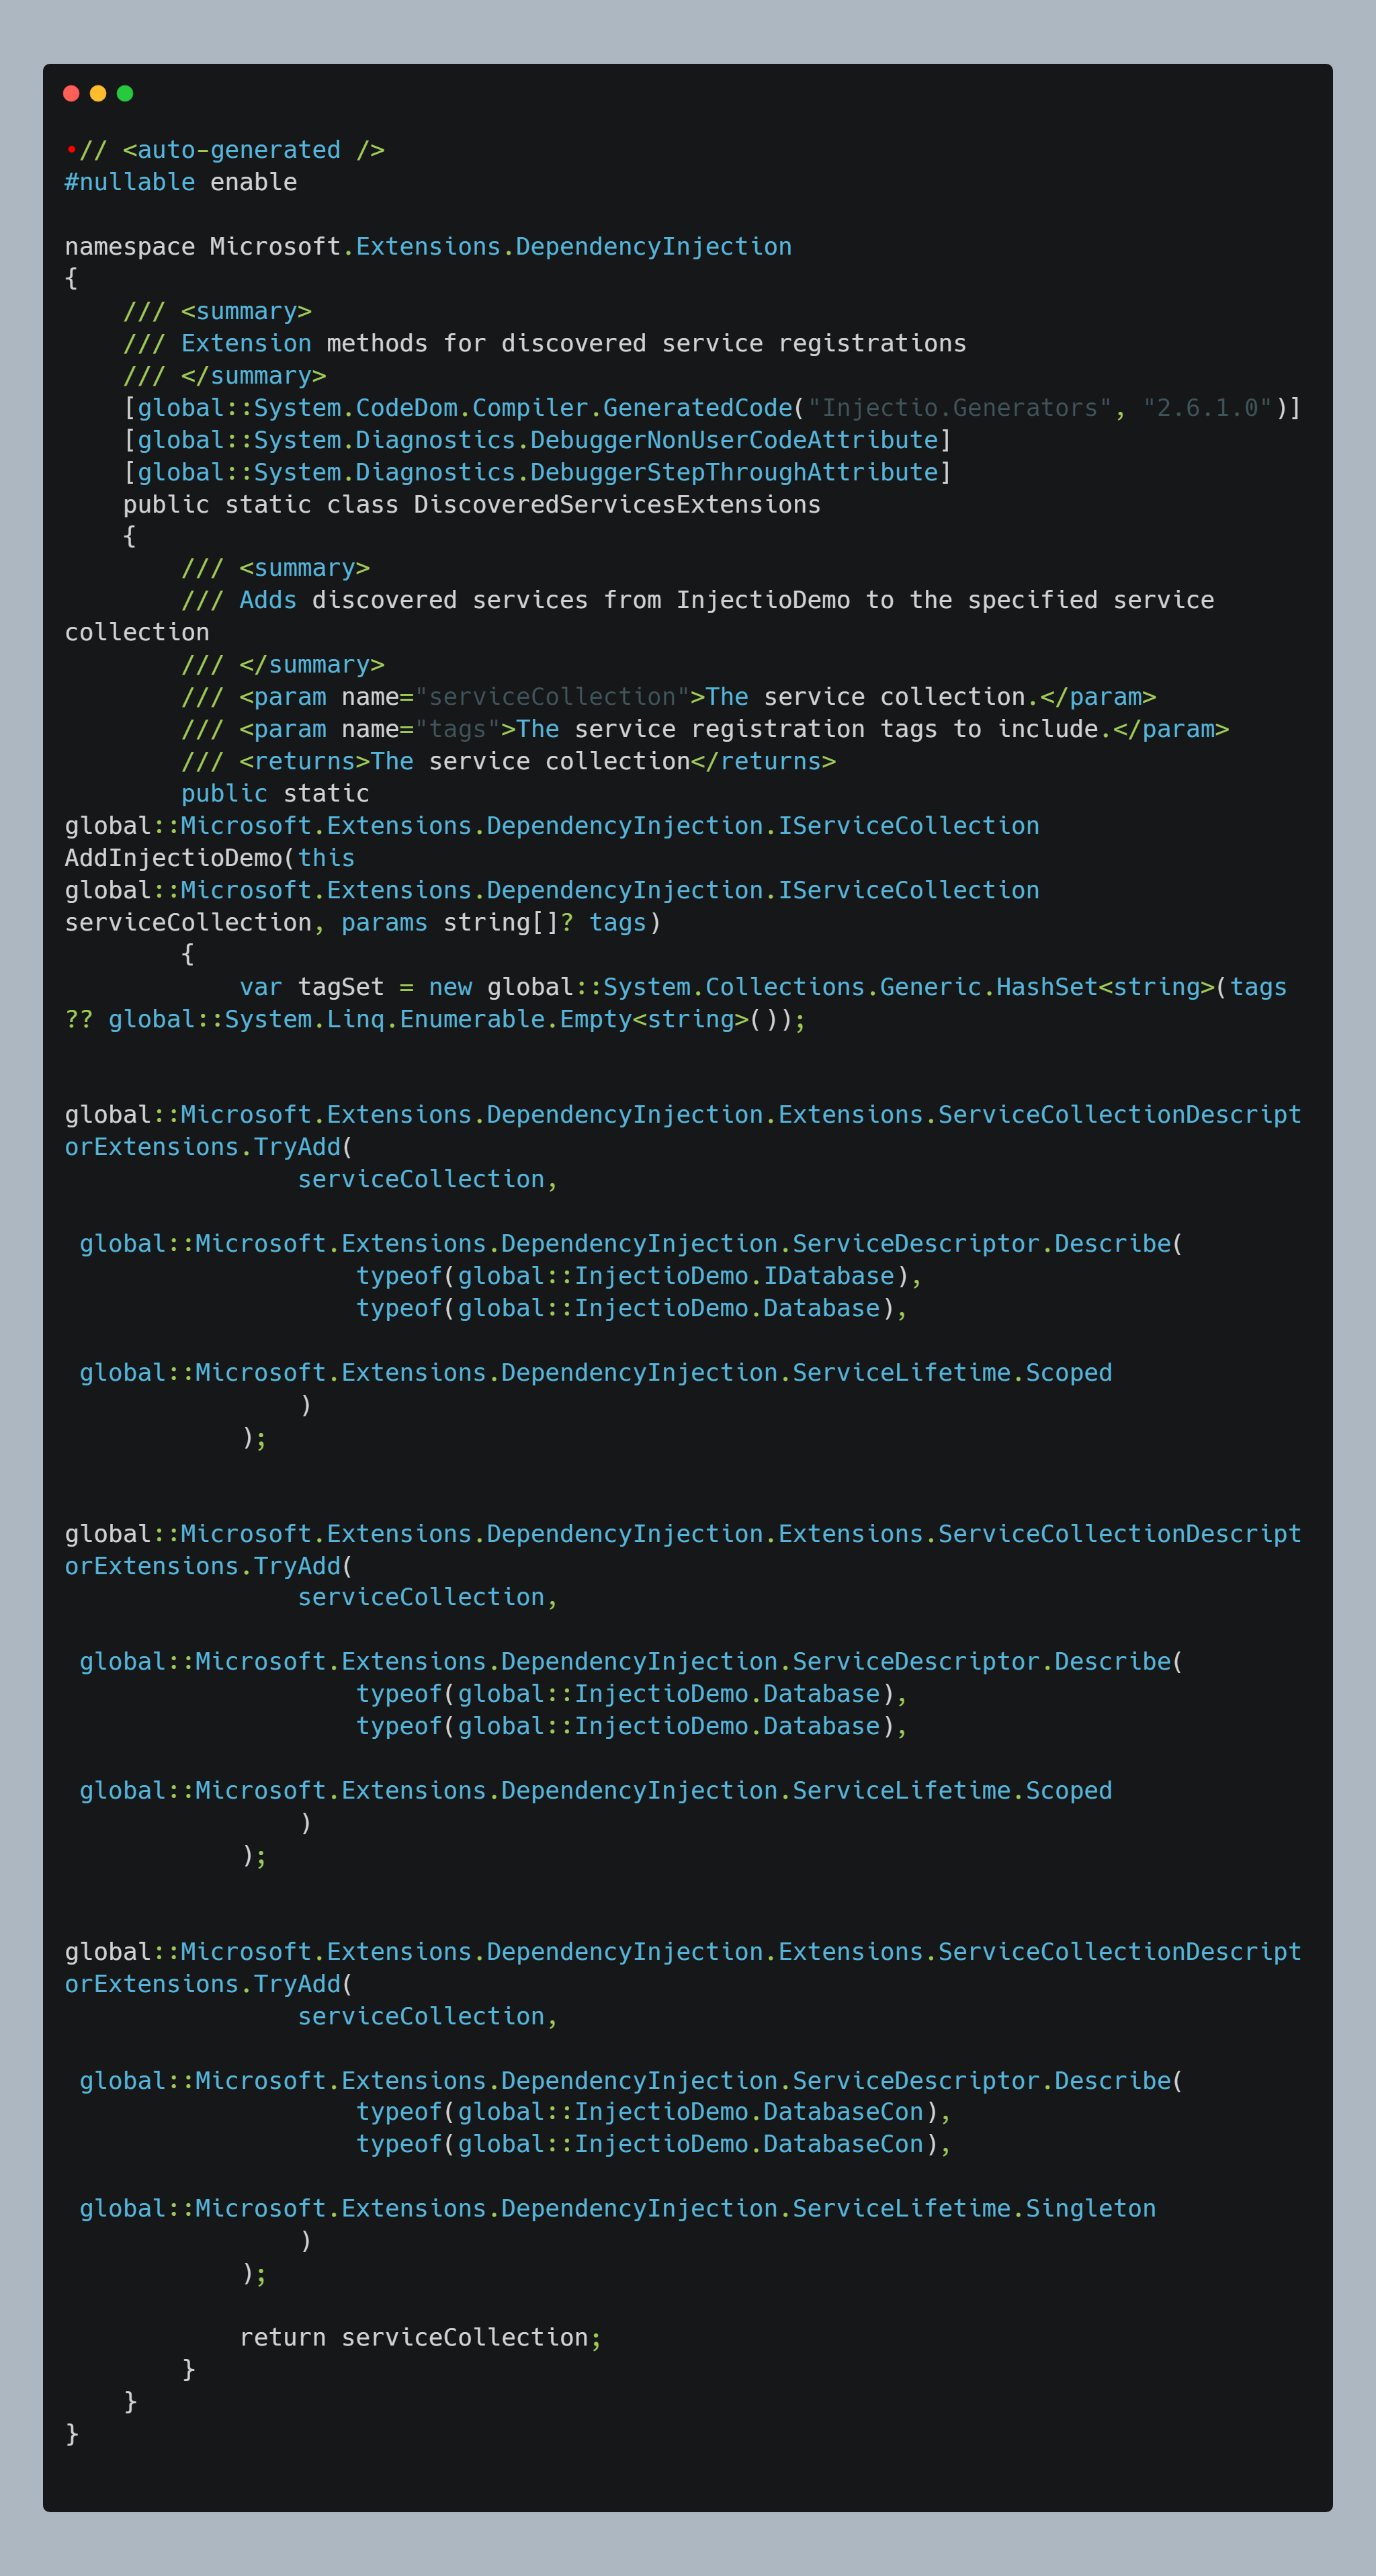 •// <auto-generated />
#nullable enable

namespace Microsoft.Extensions.DependencyInjection
{
    /// <summary>
    /// Extension methods for discovered service registrations
    /// </summary>
    [global::System.CodeDom.Compiler.GeneratedCode("Injectio.Generators", "2.6.1.0")]
    [global::System.Diagnostics.DebuggerNonUserCodeAttribute]
    [global::System.Diagnostics.DebuggerStepThroughAttribute]
    public static class DiscoveredServicesExtensions
    {
        /// <summary>
        /// Adds discovered services from InjectioDemo to the specified service
collection
        /// </summary>
        /// <param name="serviceCollection">The service collection.</param>
        /// <param name="tags">The service registration tags to include.</param>
        /// <returns>The service collection</returns>
        public static
global::Microsoft.Extensions.DependencyInjection.IServiceCollection
AddInjectioDemo(this
global::Microsoft.Extensions.DependencyInjection.IServiceCollection
serviceCollection, params string[]? tags)
        {
            var tagSet = new global::System.Collections.Generic.HashSet<string>(tags
?? global::System.Linq.Enumerable.Empty<string>());


global::Microsoft.Extensions.DependencyInjection.Extensions.ServiceCollectionDescript
orExtensions.TryAdd(
                serviceCollection,

 global::Microsoft.Extensions.DependencyInjection.ServiceDescriptor.Describe(
                    typeof(global::InjectioDemo.IDatabase),
                    typeof(global::InjectioDemo.Database),

 global::Microsoft.Extensions.DependencyInjection.ServiceLifetime.Scoped
                )
            );


global::Microsoft.Extensions.DependencyInjection.Extensions.ServiceCollectionDescript
orExtensions.TryAdd(
                serviceCollection,

 global::Microsoft.Extensions.DependencyInjection.ServiceDescriptor.Describe(
                    typeof(global::InjectioDemo.Database),
                    typeof(global::InjectioDemo.Database),

 global::Microsoft.Extensions.DependencyInjection.ServiceLifetime.Scoped
                )
            );


global::Microsoft.Extensions.DependencyInjection.Extensions.ServiceCollectionDescript
orExtensions.TryAdd(
                serviceCollection,

 global::Microsoft.Extensions.DependencyInjection.ServiceDescriptor.Describe(
                    typeof(global::InjectioDemo.DatabaseCon),
                    typeof(global::InjectioDemo.DatabaseCon),

 global::Microsoft.Extensions.DependencyInjection.ServiceLifetime.Singleton
                )
            );

            return serviceCollection;
        }
    }
}